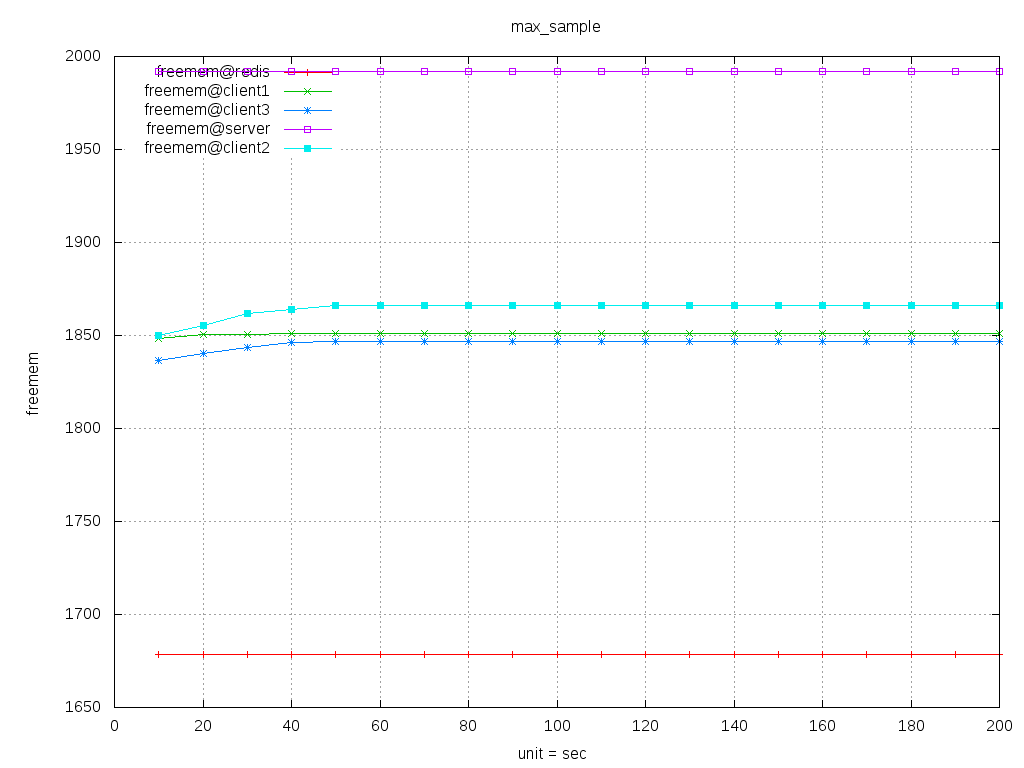 max_sample
2000
1950
1900
1850
1800
1750
1700
1650
freemem
freemem@redis
freemem@client1
freemem@client3
freemem@server
freemem@client2
0 20 40 60 80 100 120 140 160 180 200
unit = sec